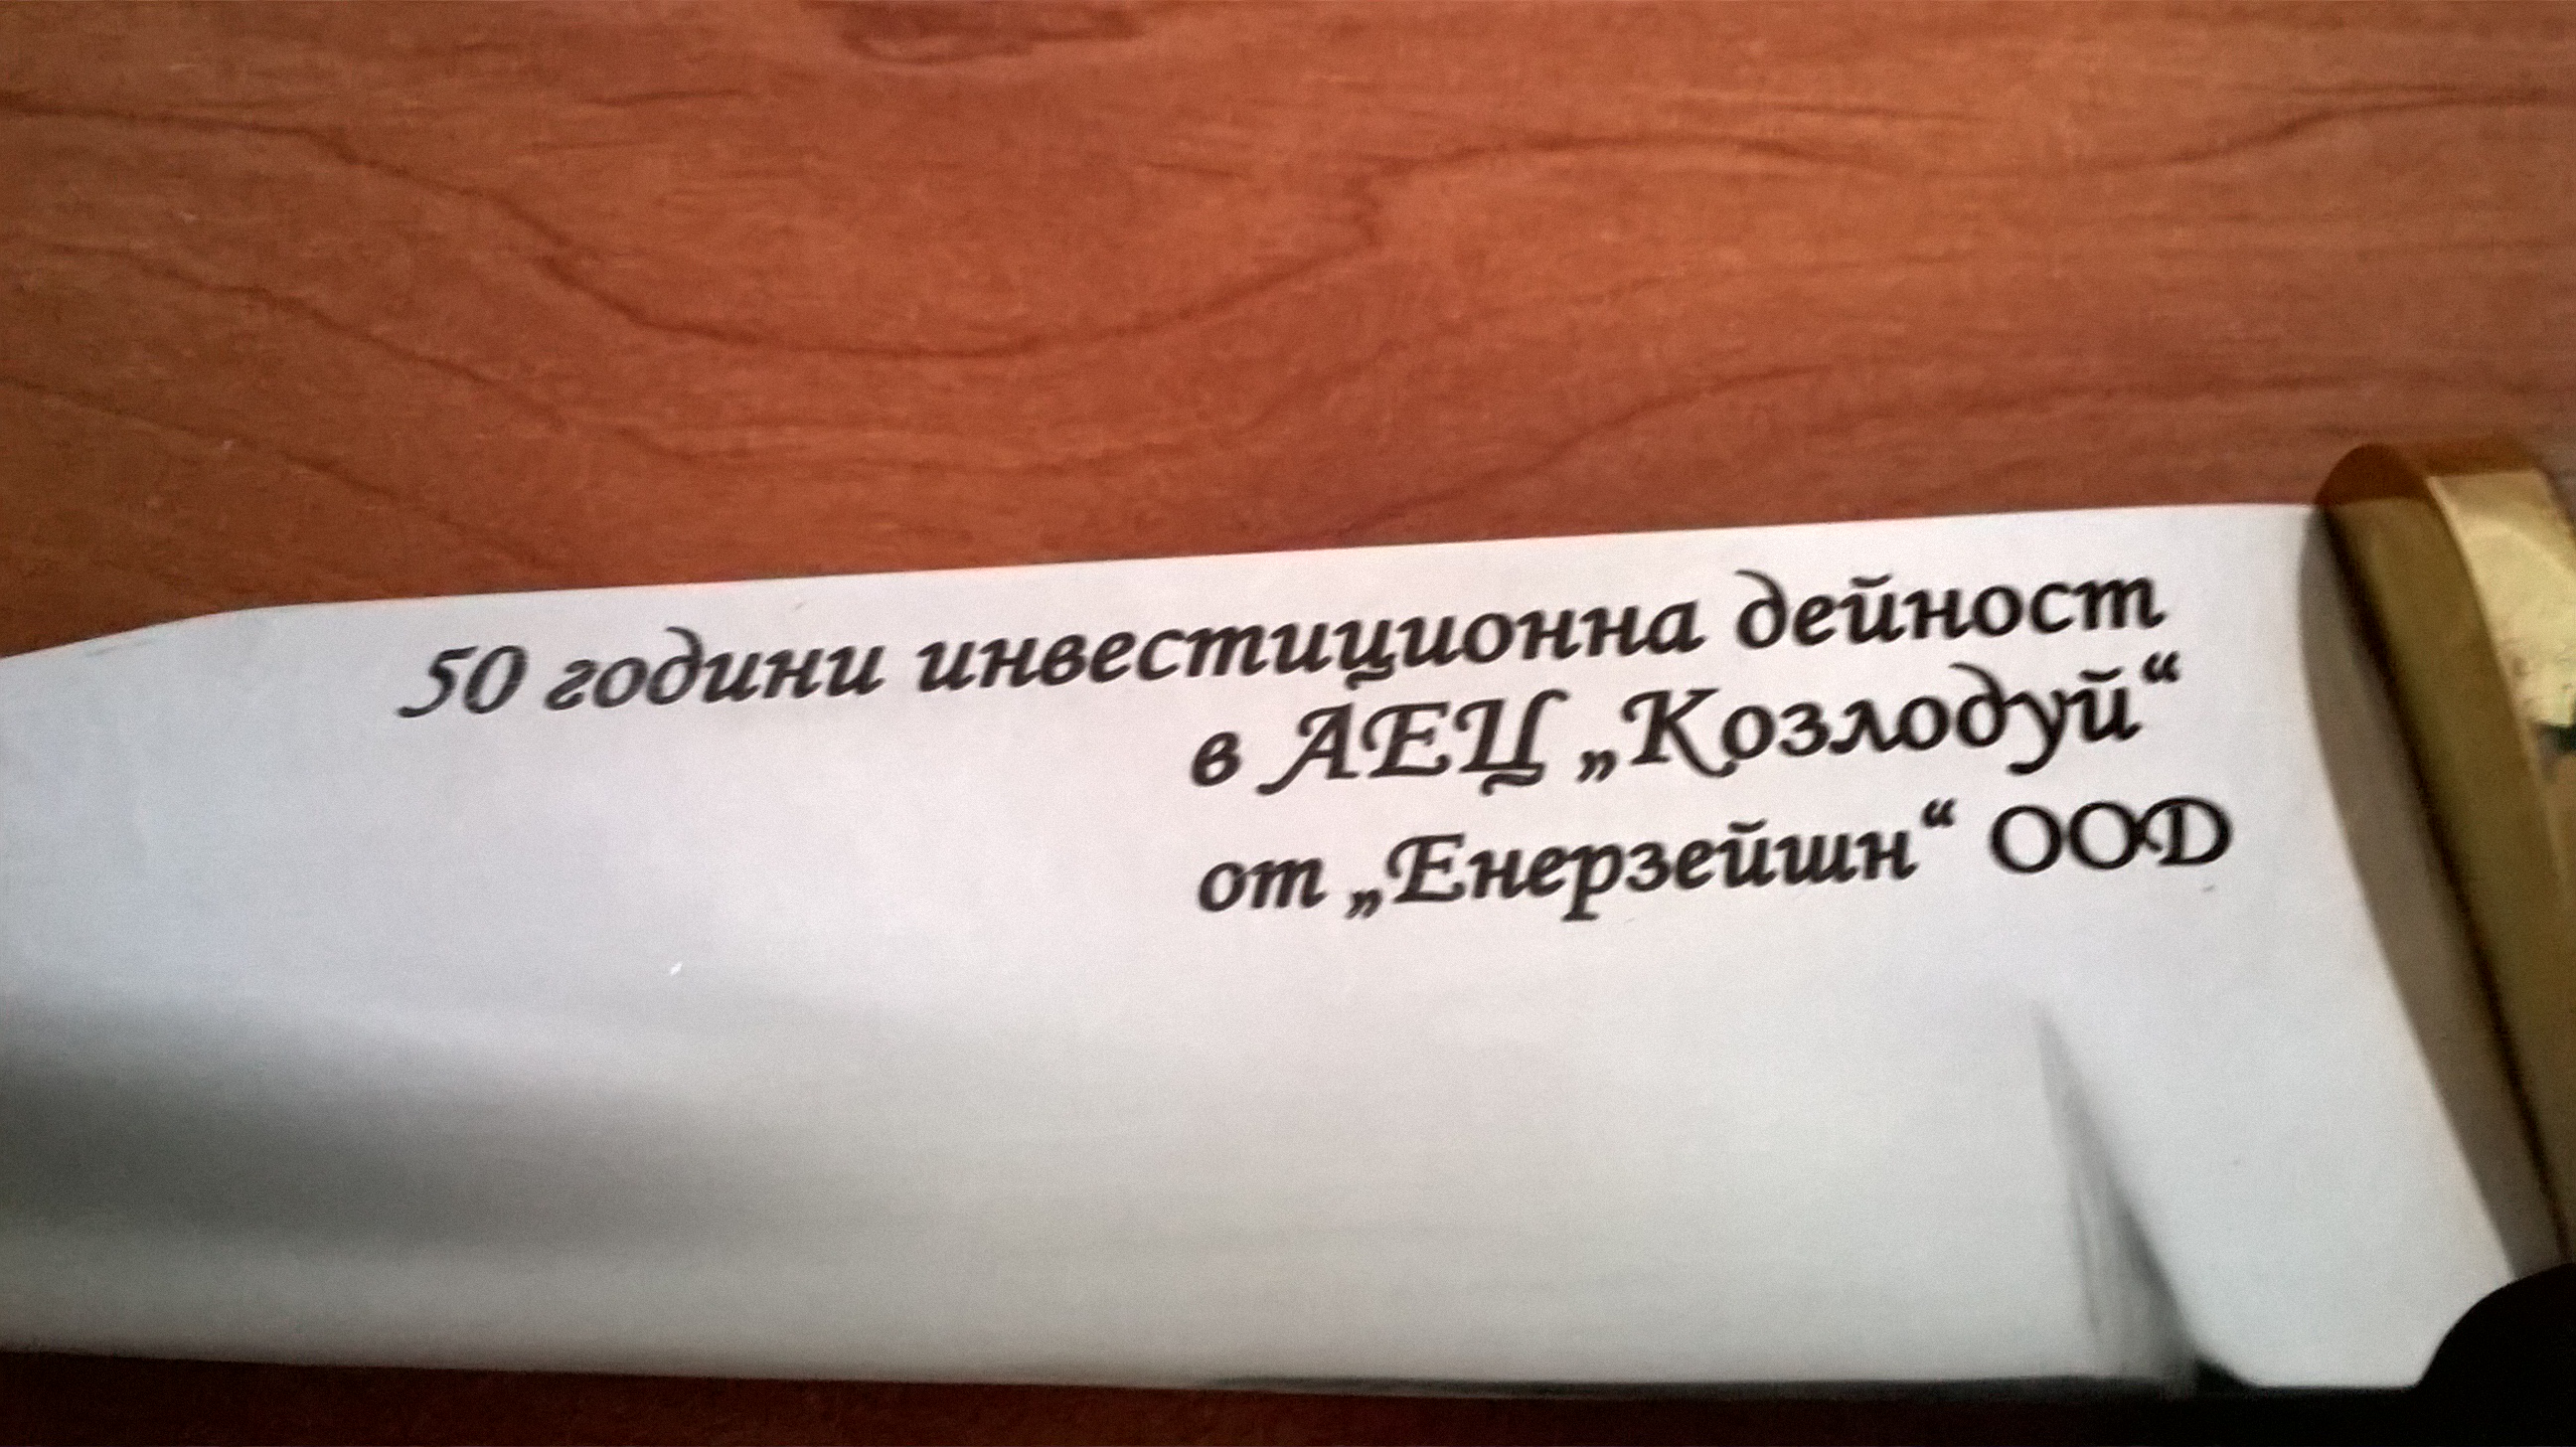 50 години инвестиционна дейност
в АЕЦ „Козлодуй“
от „Енерзейшн“ ООД